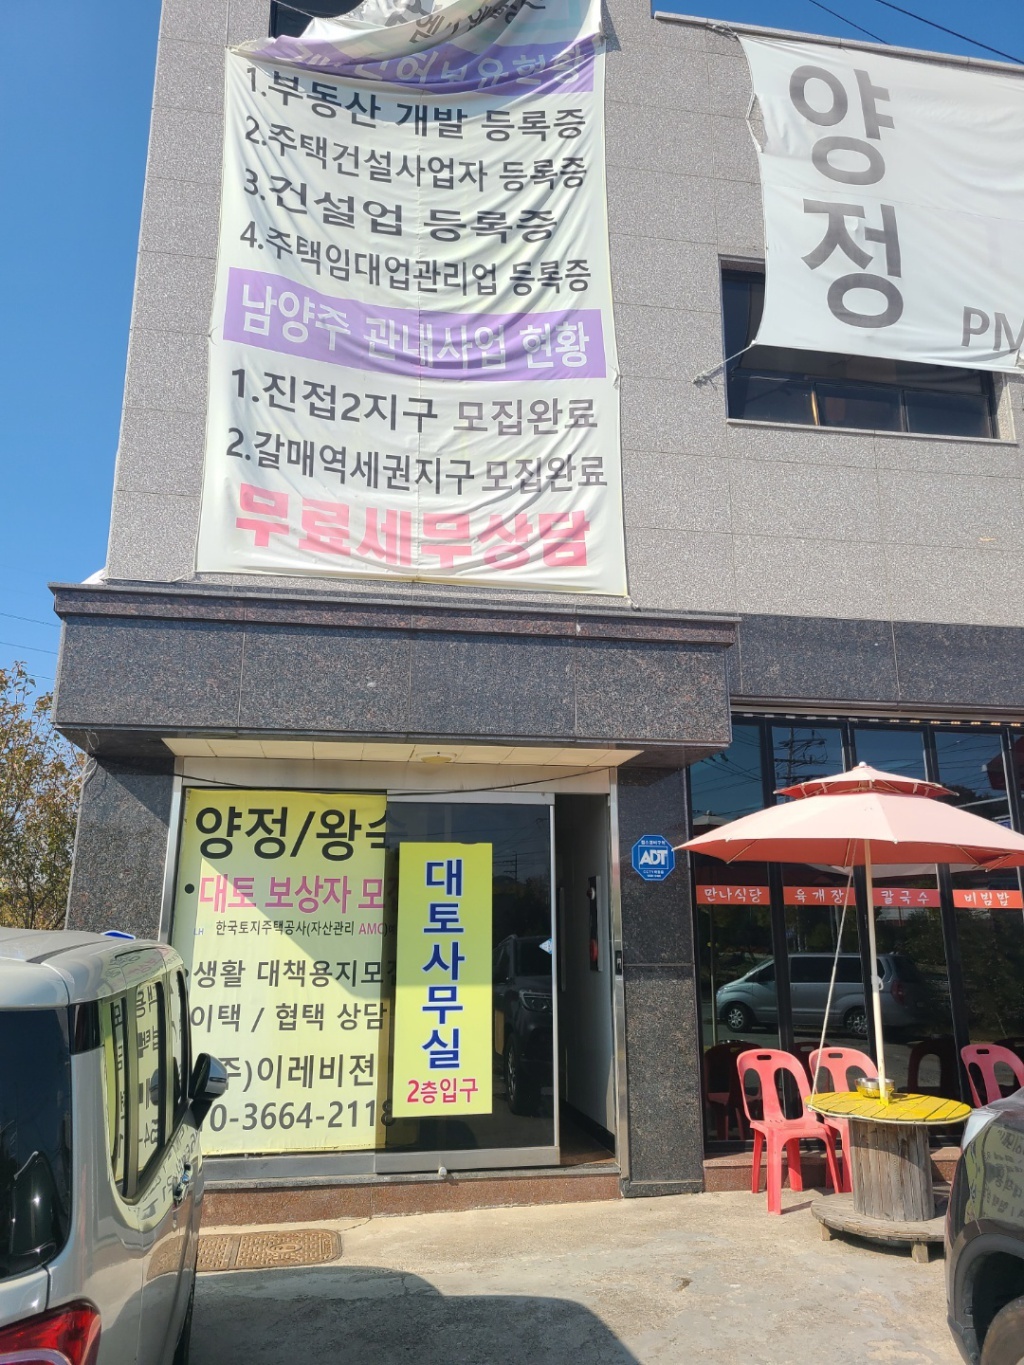 보유현황
1.부동산 개발 등록증
2.주택건설사업자 등록증
3.건설업 등록증
4.주택임대업관리업 등록증
남양주 관내사업 현황
1.진접2지구 모집완료
2.갈매역세권지구 모집완료
무료세무상담
양정
PM
양정/왕숙
•대토 보상자 모
LH 한국토지주택공사(자산관리 AMC)
•생활 대책용지모집
이택 / 협택 상담
주)이레비젼
0-3664-2118
대토사무실
2층입구
ADT
만나식당
육개장
칼국수
비빔밥